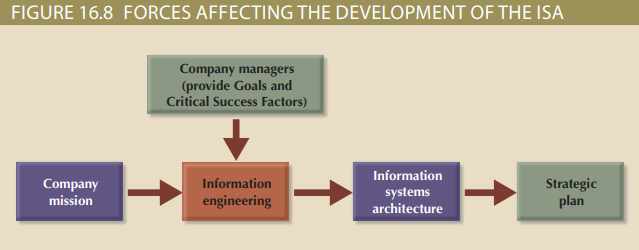 FIGURE 16.8 FORCES AFFECTING THE DEVELOPMENT OF THE ISA
Company managers
(provide Goals and
Critical Success Factors)
Company
mission
Information
engineering
Information
systems
architecture
Strategic
plan